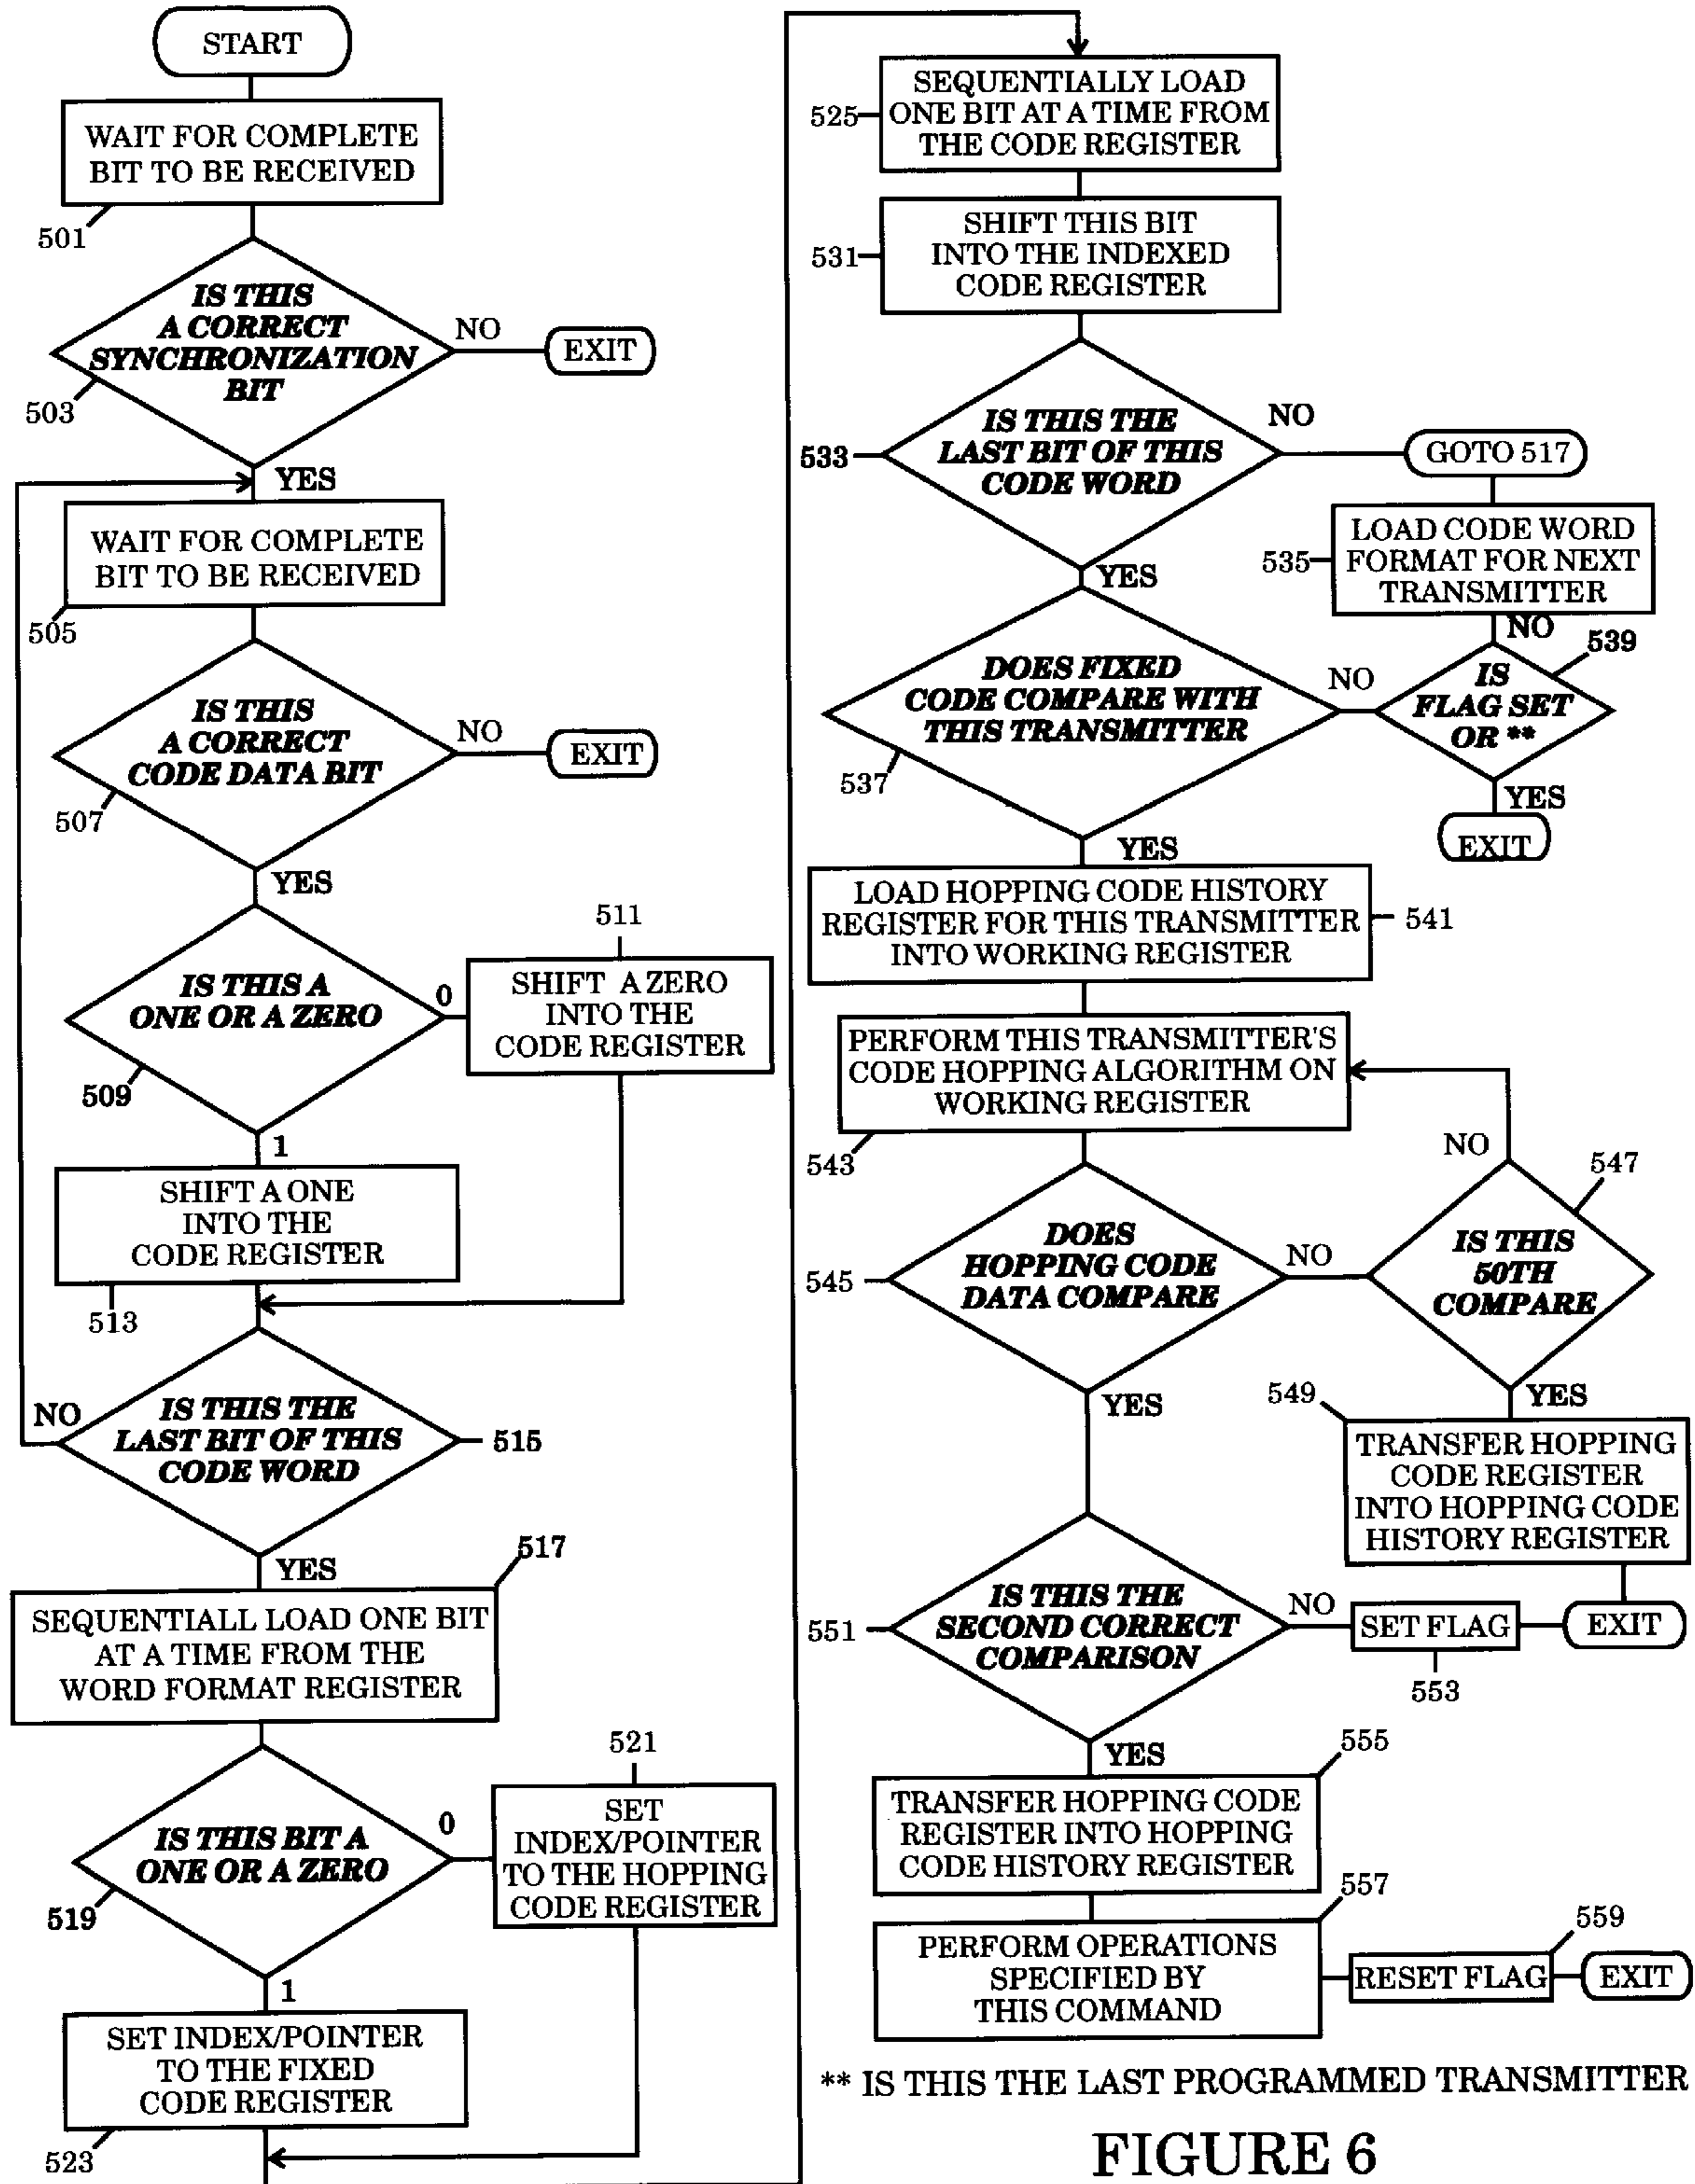 START
WAIT FOR COMPLETE
BIT TO BE RECEIVED
501
IS THIS
A CORRECT
SYNCHRONIZATION
BIT
503
NO
EXIT
YES
WAIT FOR COMPLETE
BIT TO BE RECEIVED
505
IS THIS
A CORRECT
CODE DATA BIT
507
NO
EXIT
YES
IS THIS A
ONE OR A ZERO
509
0
511
SHIFT A ZERO
INTO THE
CODE REGISTER
1
SHIFT A ONE
INTO THE
CODE REGISTER
513
IS THIS THE
LAST BIT OF THIS
CODE WORD
NO
515
YES
517
SEQUENTIALL LOAD ONE BIT
AT A TIME FROM THE
WORD FORMAT REGISTER
IS THIS BIT A
ONE OR A ZERO
519
0
521
SET
INDEX/POINTER
TO THE HOPPING
CODE REGISTER
1
SET INDEX/POINTER
TO THE FIXED
CODE REGISTER
523
SEQUENTIALLY LOAD
ONE BIT AT A TIME FROM
THE CODE REGISTER
525
SHIFT THIS BIT
INTO THE INDEXED
CODE REGISTER
531
IS THIS THE
LAST BIT OF THIS
CODE WORD
533
NO
GOTO 517
LOAD CODE WORD
FORMAT FOR NEXT
TRANSMITTER
535
YES
DOES FIXED
CODE COMPARE WITH
THIS TRANSMITTER
537
NO
NO
539
IS
FLAG SET
OR **
YES
EXIT
YES
LOAD HOPPING CODE HISTORY
REGISTER FOR THIS TRANSMITTER
INTO WORKING REGISTER
541
PERFORM THIS TRANSMITTER'S
CODE HOPPING ALGORITHM ON
WORKING REGISTER
543
DOES
HOPPING CODE
DATA COMPARE
545
NO
NO
547
IS THIS
50TH
COMPARE
YES
549
TRANSFER HOPPING
CODE REGISTER
INTO HOPPING CODE
HISTORY REGISTER
YES
IS THIS THE
SECOND CORRECT
COMPARISON
551
NO
SET FLAG
553
EXIT
YES
555
TRANSFER HOPPING CODE
REGISTER INTO HOPPING
CODE HISTORY REGISTER
557
PERFORM OPERATIONS
SPECIFIED BY
THIS COMMAND
559
RESET FLAG
EXIT
** IS THIS THE LAST PROGRAMMED TRANSMITTER
FIGURE 6